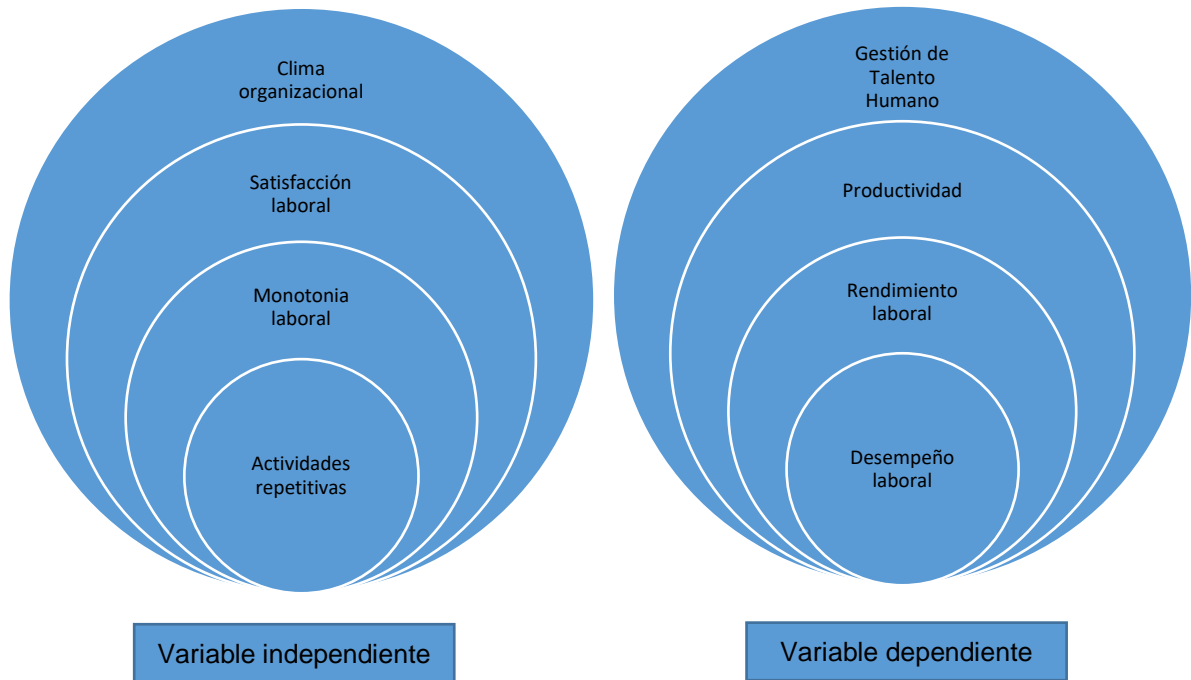 Clima
organizacional
Satisfacción
laboral
Monotonia
laboral
Actividades
repetitivas
Variable independiente
Gestión de
Talento
Humano
Productividad
Rendimiento
laboral
Desempeño
laboral
Variable dependiente